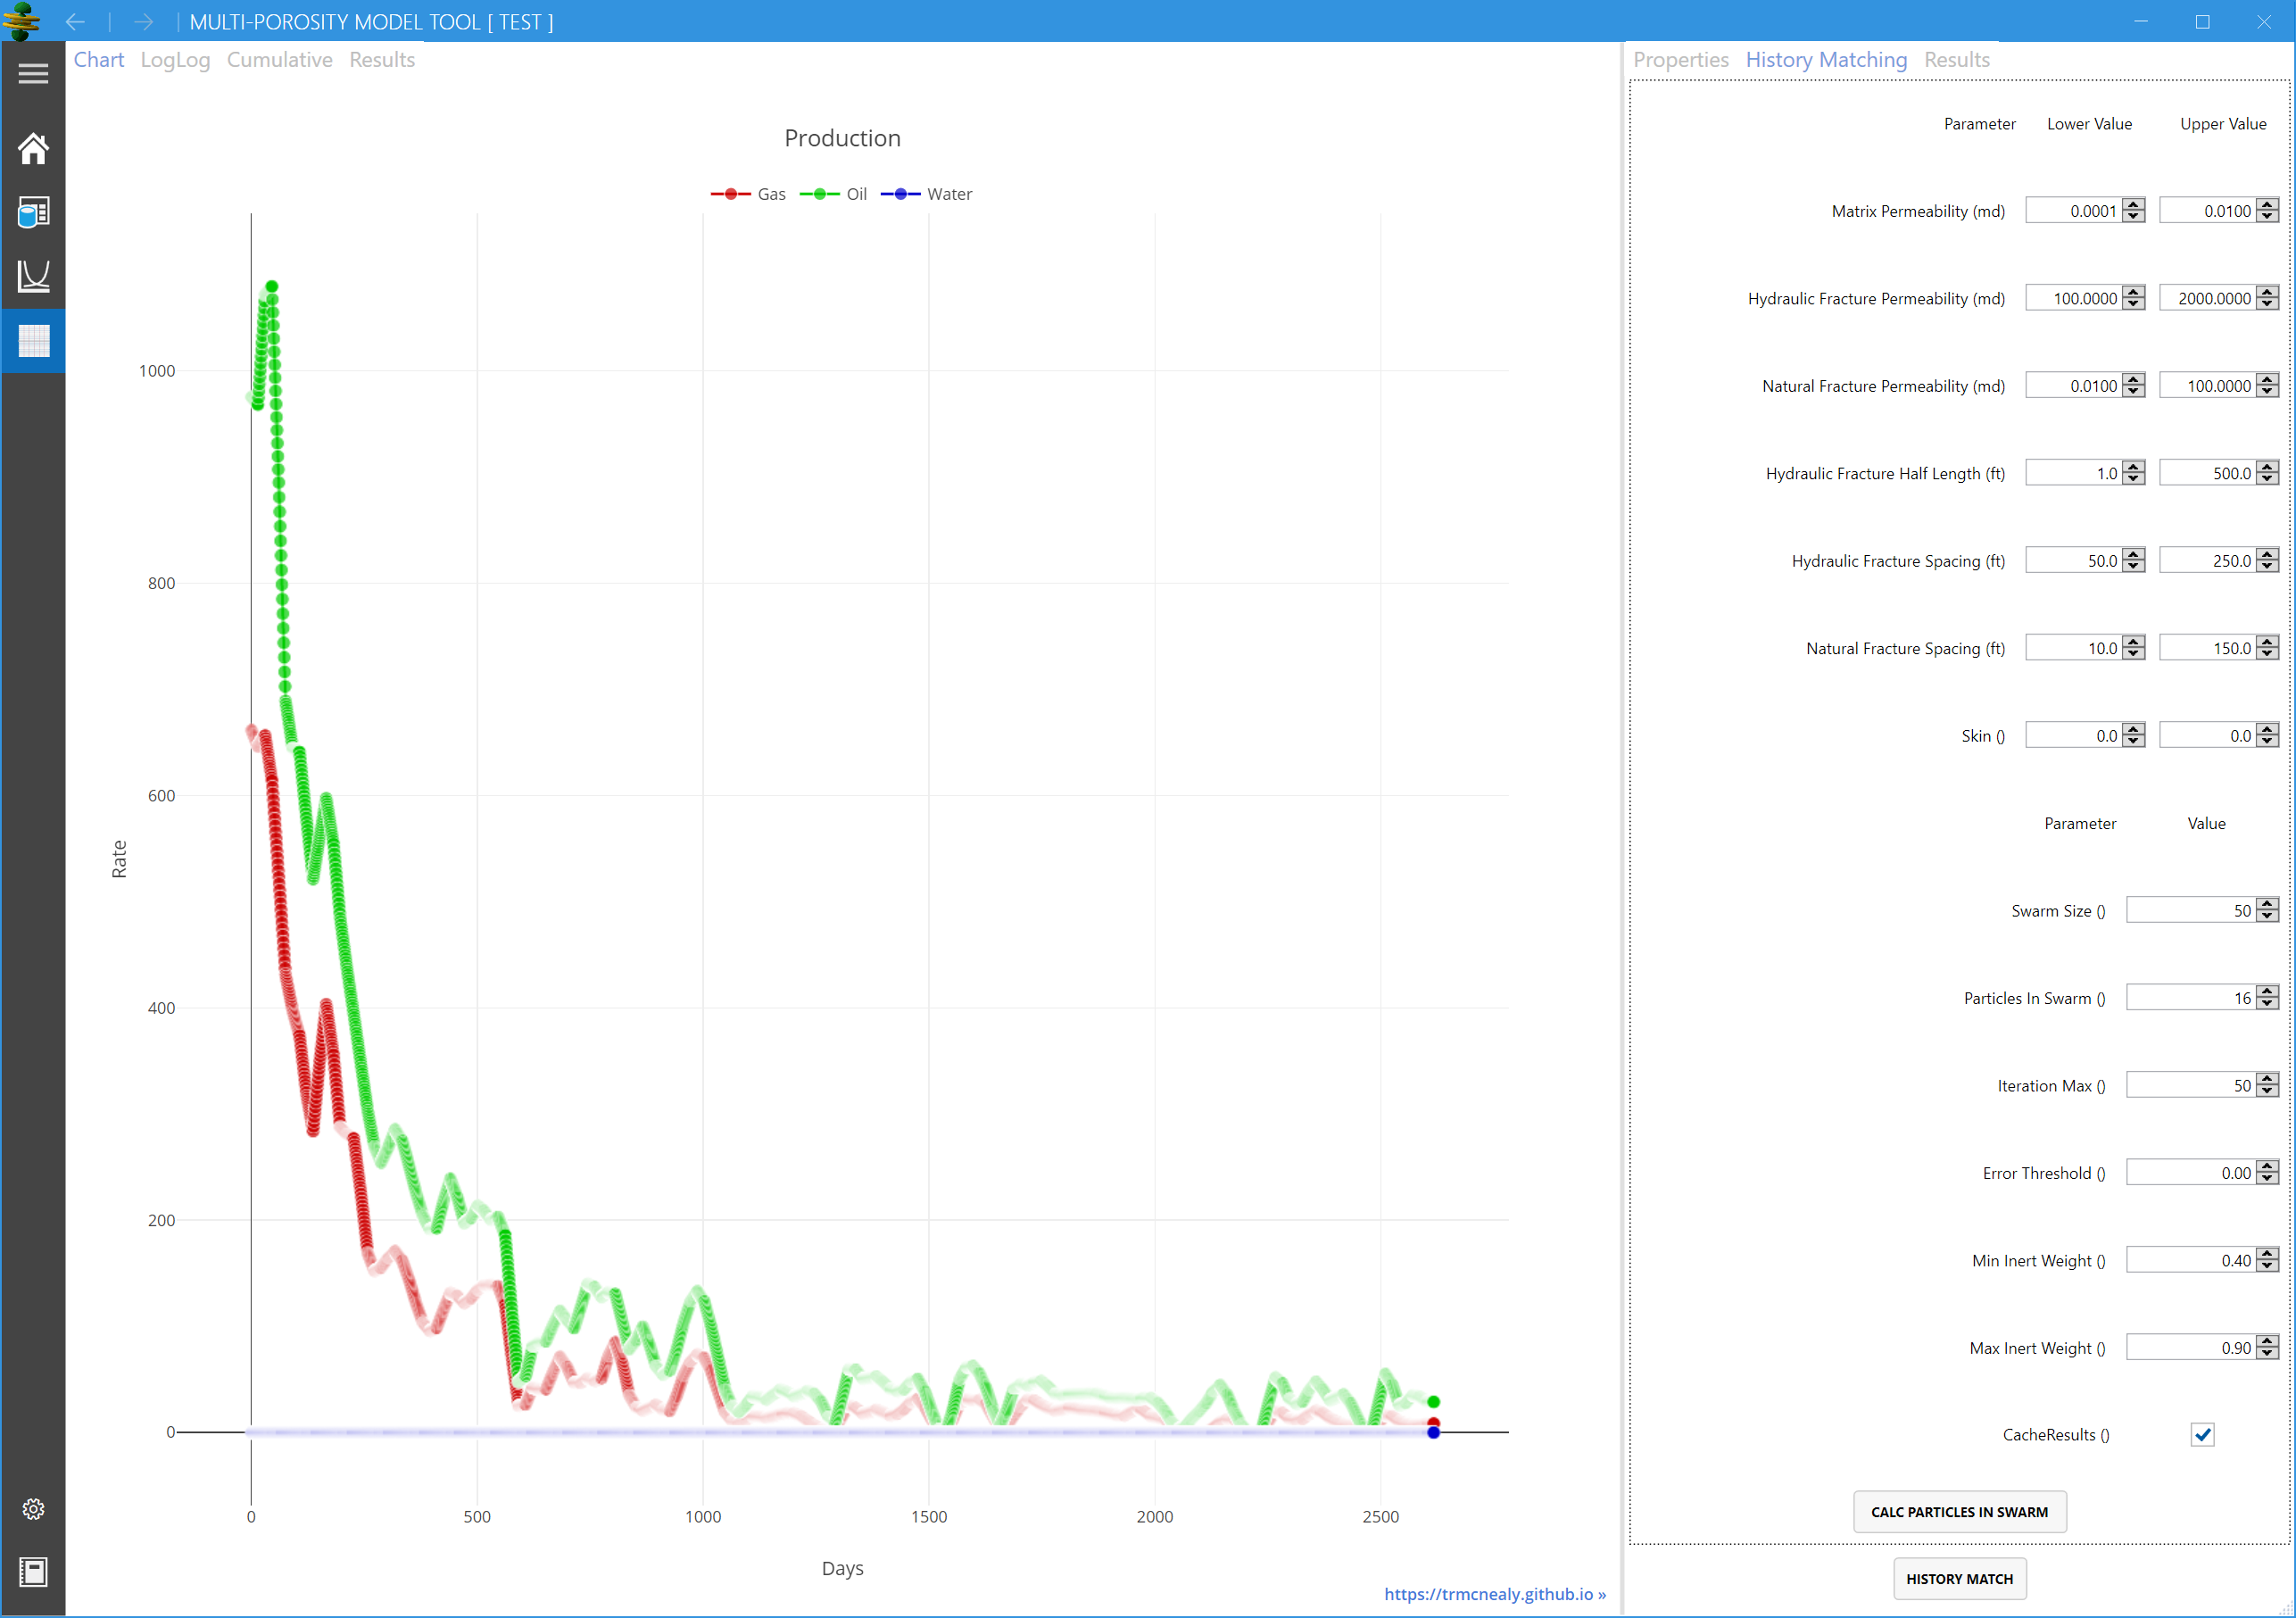 MULTI-POROSITY MODEL TOOL [ TEST ]
Chart LogLog Cumulative Results
Production
Gas Oil Water
1000
800
600
400
200
0
Rate
0 500 1000 1500 2000 2500
Days
https://trmcnealy.github.io »
Properties History Matching Results
Parameter Lower Value Upper Value
Matrix Permeability (md) 0.0001 0.0100
Hydraulic Fracture Permeability (md) 100.0000 2000.0000
Natural Fracture Permeability (md) 0.0100 100.0000
Hydraulic Fracture Half Length (ft) 1.0 500.0
Hydraulic Fracture Spacing (ft) 50.0 250.0
Natural Fracture Spacing (ft) 10.0 150.0
Skin () 0.0 0.0
Parameter Value
Swarm Size () 50
Particles In Swarm () 16
Iteration Max () 50
Error Threshold () 0.00
Min Inert Weight () 0.40
Max Inert Weight () 0.90
CacheResults ()
CALC PARTICLES IN SWARM
HISTORY MATCH